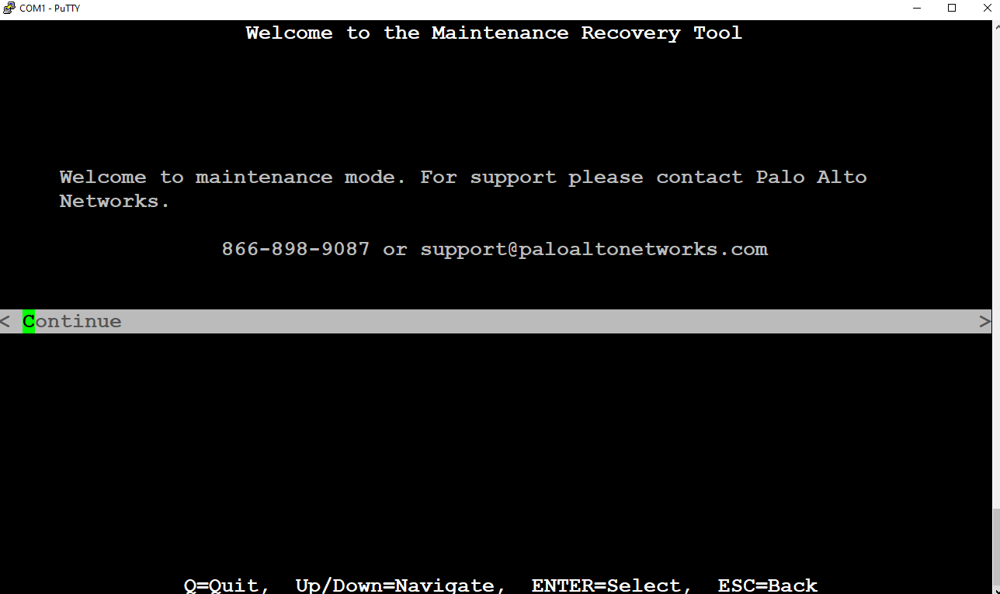 COM1 - PuTTY
Welcome to the Maintenance Recovery Tool
Welcome to maintenance mode. For support please contact Palo Alto
Networks.
866-898-9087 or support@paloaltonetworks.com
< Continue >
Q=Quit, Up/Down=Navigate, ENTER=Select, ESC=Back